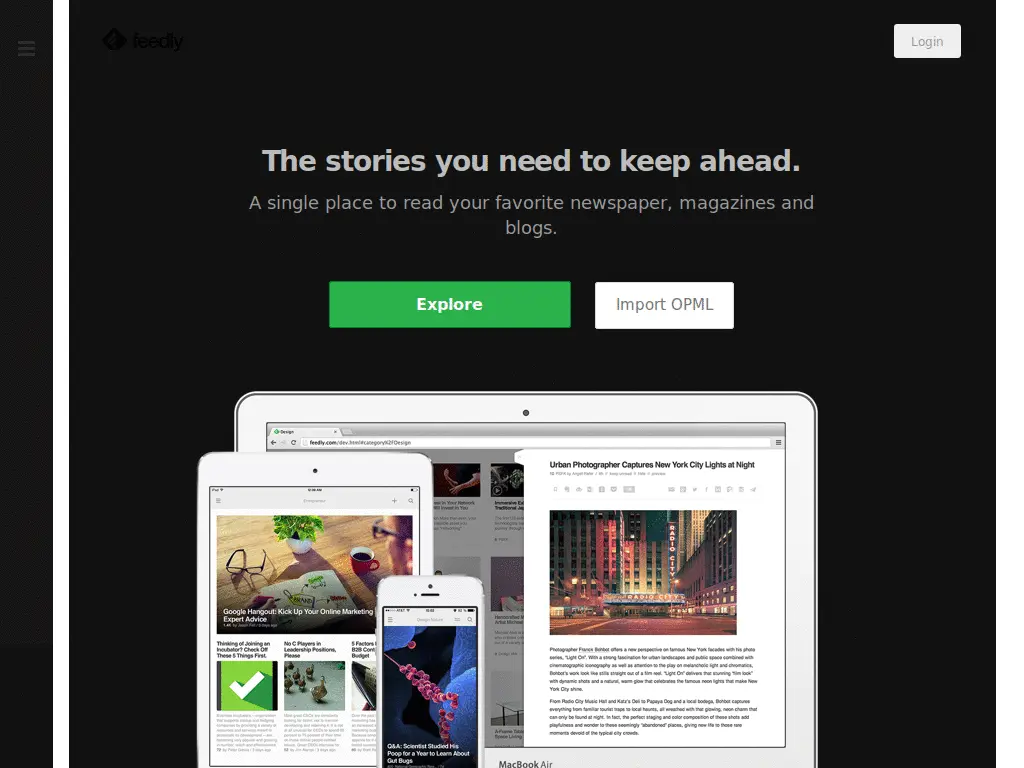 feedly
Login
The stories you need to keep ahead.
A single place to read your favorite newspaper, magazines and
blogs.
Explore
Import OPML
Design
feedly.com/dev.html#category%2FDesign
Urban Photographer Captures New York City Lights at Night
RADIO CITY
Photographer Franck Bohbot offers a new perspective on famous New York facades with his photo
series, "Light On". With a strong fascination for urban landscapes and public space combined with
cinematographic iconography as well as attention to the play on melancholic light and chromatics,
Bohbot's work look like stills straight out of a film reel. "Light On" delivers that stunning "film look"
with dynamic shots and a natural, warm glow that celebrates the famous neon lights that make New
York City shine.
From Radio City Music Hall and Katz's Deli to Papaya Dog and a local bodega, Bohbot captures
everything from familiar tourist traps to local haunts, all wreathed with that glowing, neon charm that
can only be found at night. In fact, the perfect staging and color composition of these shots add
playfulness and a sense of wonder to these seemingly "abandoned" places, giving new life to those rare
moments devoid of the typical city crowds.
Google Hangout: Kick Up Your Online Marketing
Expert Advice
Thinking of Joining an
Incubator? Check Off
These 5 Things First.
No C Players in
Leadership Positions,
Please
5 Factors
B2B Cont
Budget
Q&A: Scientist Studied His
Poop for a Year to Learn About
Gut Bugs
MacBook Air